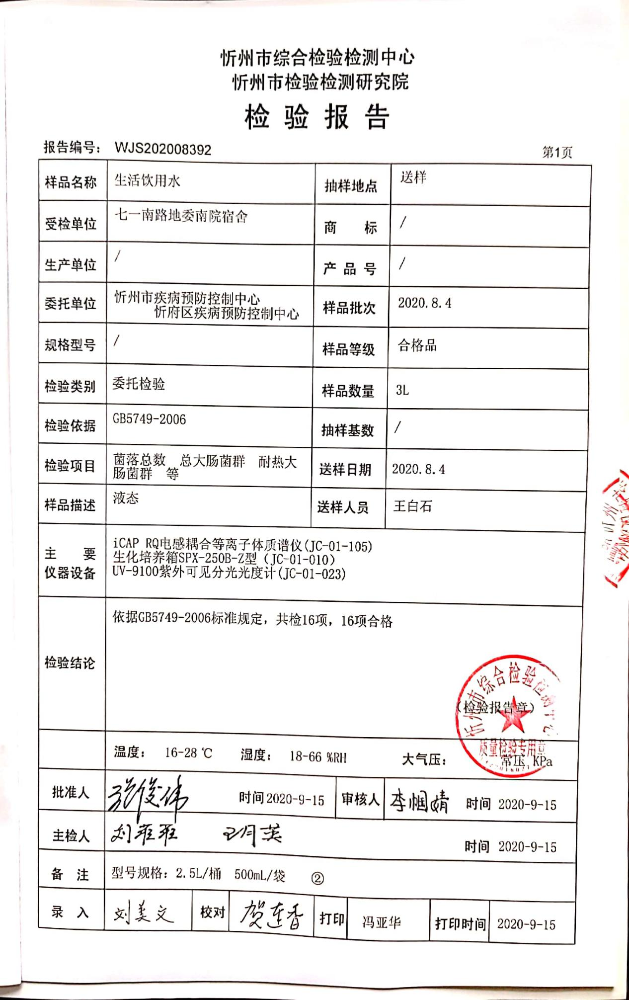 忻州市综合检验检测中心
忻州市检验检测研究院
检验报告
报告编号： WJS202008392
第1页
样品名称 生活饮用水 抽样地点 送样
受检单位 七一南路地委南院宿舍 商 标 /
生产单位 / 产品号 /
委托单位 忻州市疾病预防控制中心
忻府区疾病预防控制中心 样品批次 2020.8.4
规格型号 / 样品等级 合格品
检验类别 委托检验 样品数量 3L
检验依据 GB5749-2006 抽样基数 /
检验项目 菌落总数 总大肠菌群 耐热大
肠菌群 等 送样日期 2020.8.4
样品描述 液态 送样人员 王白石
主 要
仪器设备
iCAP RQ电感耦合等离子体质谱仪(JC-01-105)
生化培养箱SPX-250B-Z型（JC-01-010）
UV-9100紫外可见分光光度计(JC-01-023)
检验结论
依据GB5749-2006标准规定，共检16项，16项合格
忻州市综合检验检测中心
（检验报告章）
质量检验专用章
温度： 16-28 ℃ 湿度： 18-66 %RH 大气压： 常压 KPa
批准人 张俊伟 时间2020-9-15 审核人 时间 2020-9-15
主检人 王月英 时间 2020-9-15
备 注 型号规格：2.5L/桶 500mL/袋 ②
录 入 刘美文 校对 贺连香 打印 冯亚华 打印时间 2020-9-15